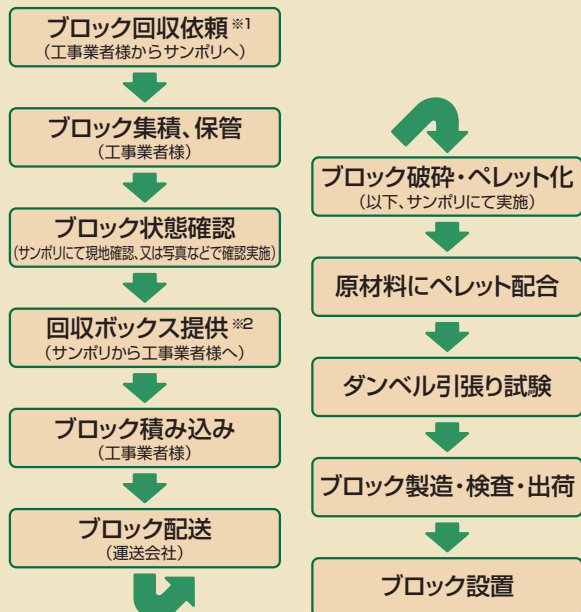 ブロック回収依頼※1
(工事業者様からサンポリへ)
ブロック集積、保管
(工事業者様)
ブロック状態確認
(サンポリにて現地確認、又は写真などで確認実施)
回収ボックス提供※2
(サンポリから工事業者様へ)
ブロック積み込み
(工事業者様)
ブロック配送
(運送会社)
ブロック破砕・ペレット化
(以下、サンポリにて実施)
原材料にペレット配合
ダンベル引張り試験
ブロック製造・検査・出荷
ブロック設置